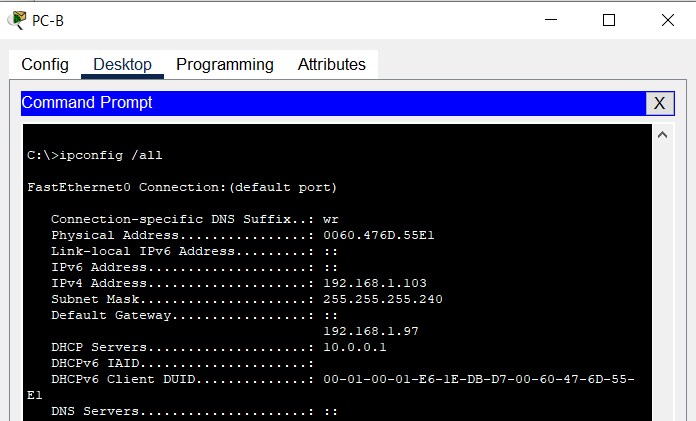 PC-B
Config Desktop Programming Attributes
Command Prompt X
C:\>ipconfig /all
FastEthernet0 Connection:(default port)
Connection-specific DNS Suffix..: wr
Physical Address................: 0060.476D.55E1
Link-local IPv6 Address.........: ::
IPv6 Address....................: ::
IPv4 Address....................: 192.168.1.103
Subnet Mask.....................: 255.255.255.240
Default Gateway.................: ::
192.168.1.97
DHCP Servers....................: 10.0.0.1
DHCPv6 IAID.....................:
DHCPv6 Client DUID..............: 00-01-00-01-E6-1E-DB-D7-00-60-47-6D-55-
E1
DNS Servers.....................: ::